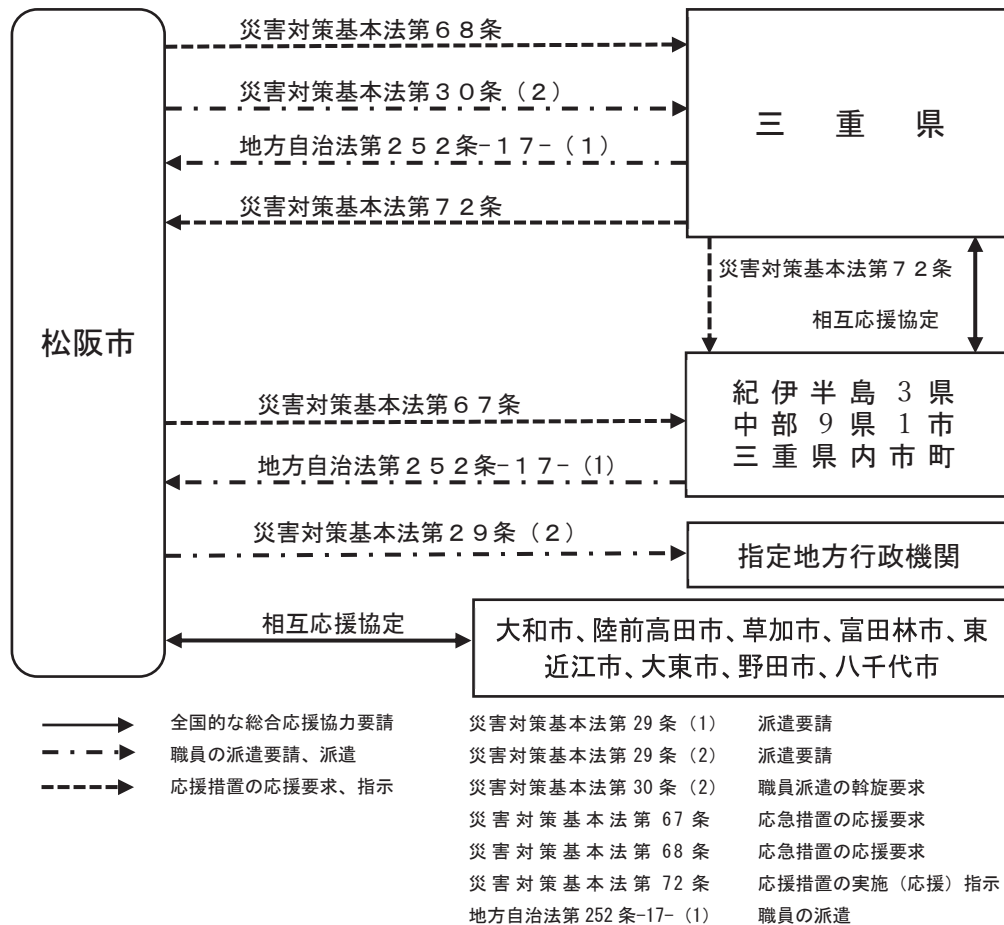 災害対策基本法第６８条
災害対策基本法第３０条（２）
三重県
地方自治法第２５２条-１７-（１）
災害対策基本法第７２条
災害対策基本法第７２条
相互応援協定
松阪市
災害対策基本法第６７条
紀伊半島３県
中部９県１市
三重県内市町
地方自治法第２５２条-１７-（１）
災害対策基本法第２９条（２）
指定地方行政機関
相互応援協定
大和市、陸前高田市、草加市、富田林市、東
近江市、大東市、野田市、八千代市
全国的な総合応援協力要請
職員の派遣要請、派遣
応援措置の応援要求、指示
災害対策基本法第 29 条（1） 派遣要請
災害対策基本法第 29 条（2） 派遣要請
災害対策基本法第 30 条（2） 職員派遣の斡旋要求
災害対策基本法第 67 条 応急措置の応援要求
災害対策基本法第 68 条 応急措置の応援要求
災害対策基本法第 72 条 応援措置の実施（応援）指示
地方自治法第 252 条-17-（1） 職員の派遣